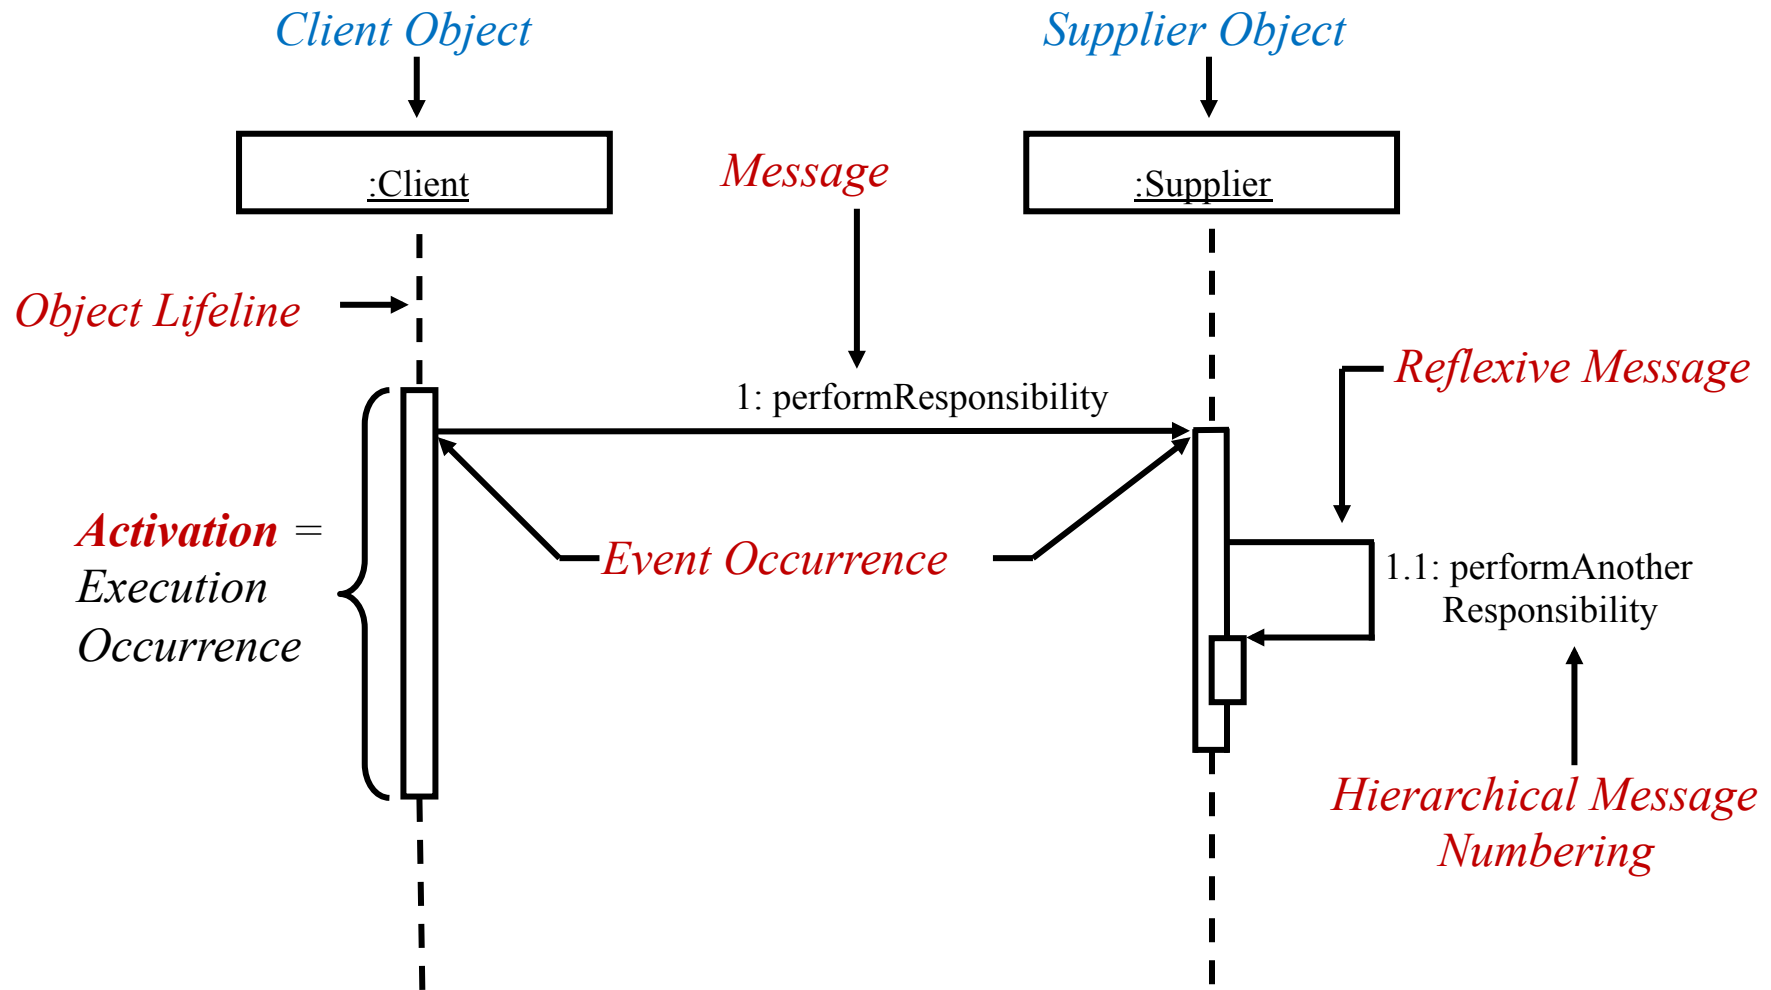 Client Object
Supplier Object
:Client
Message
:Supplier
Object Lifeline
Reflexive Message
1: performResponsibility
Activation =
Execution
Occurrence
Event Occurrence
1.1: performAnother
Responsibility
Hierarchical Message
Numbering